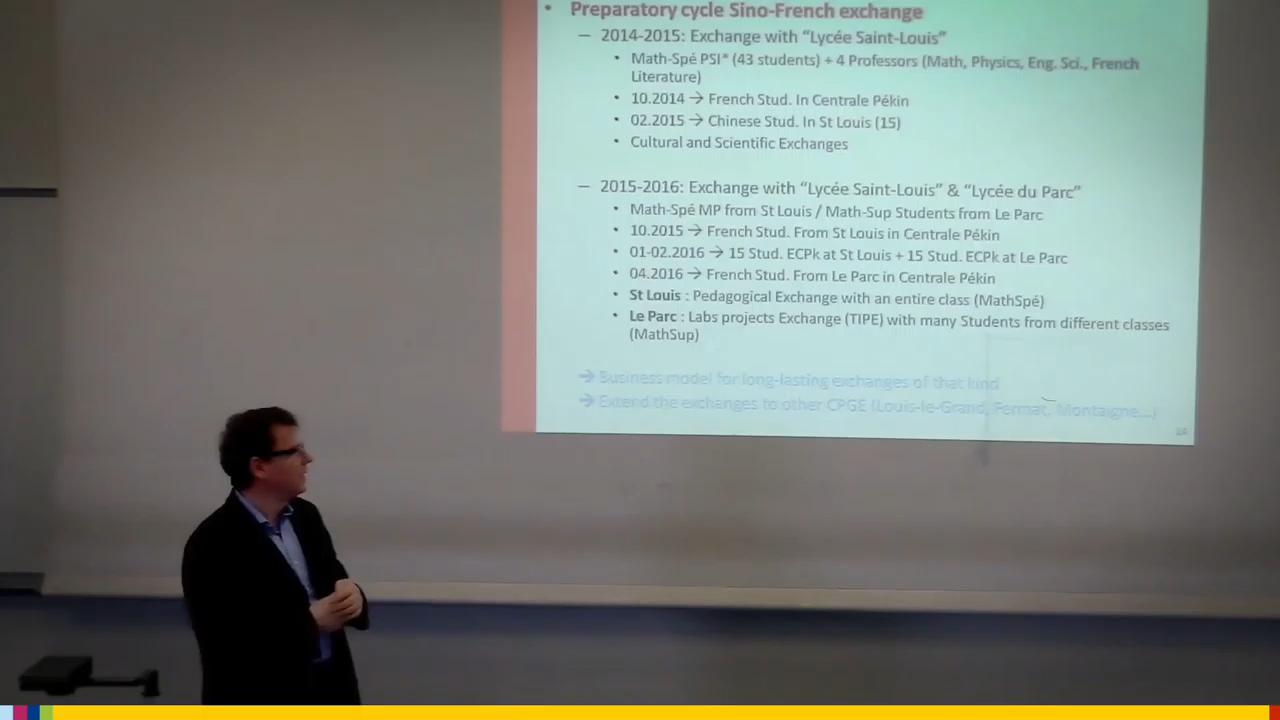 • Preparatory cycle Sino-French exchange
– 2014-2015: Exchange with “Lycée Saint-Louis”
• Math-Spé PSI* (43 students) + 4 Professors (Math, Physics, Eng. Sci., French
Literature)
• 10.2014 → French Stud. In Centrale Pékin
• 02.2015 → Chinese Stud. In St Louis (15)
• Cultural and Scientific Exchanges
– 2015-2016: Exchange with “Lycée Saint-Louis” & “Lycée du Parc”
• Math-Spé MP from St Louis / Math-Sup Students from Le Parc
• 10.2015 → French Stud. From St Louis in Centrale Pékin
• 01-02.2016 → 15 Stud. ECPk at St Louis + 15 Stud. ECPk at Le Parc
• 04.2016 → French Stud. From Le Parc in Centrale Pékin
• St Louis : Pedagogical Exchange with an entire class (MathSpé)
• Le Parc : Labs projects Exchange (TIPE) with many Students from different classes
(MathSup)
→ Business model for long-lasting exchanges of that kind
→ Extend the exchanges to other CPGE (Louis-le-Grand, Fermat, Montaigne...)